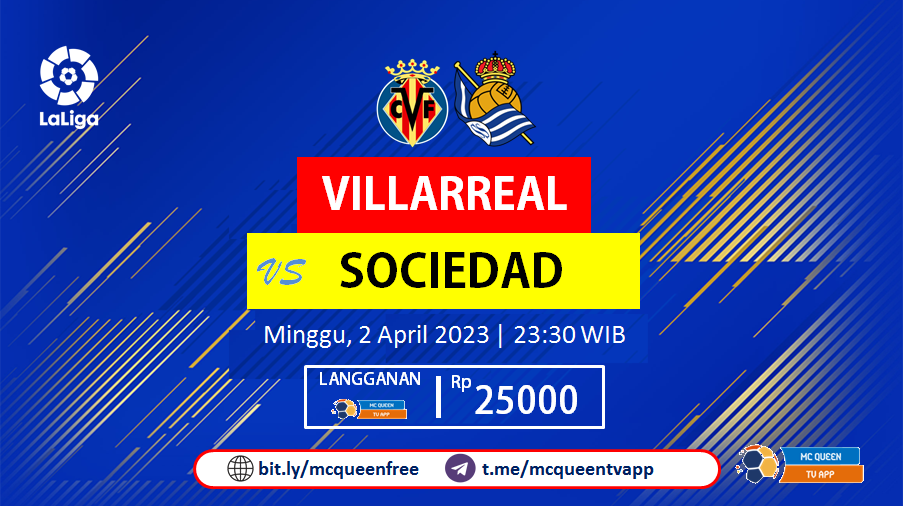 LaLiga
CVF
VILLARREAL
VS SOCIEDAD
Minggu, 2 April 2023 | 23:30 WIB
LANGGANAN
MC QUEEN
TV APP
Rp 25000
bit.ly/mcqueenfree
t.me/mcqueentvapp
MC QUEEN
TV APP